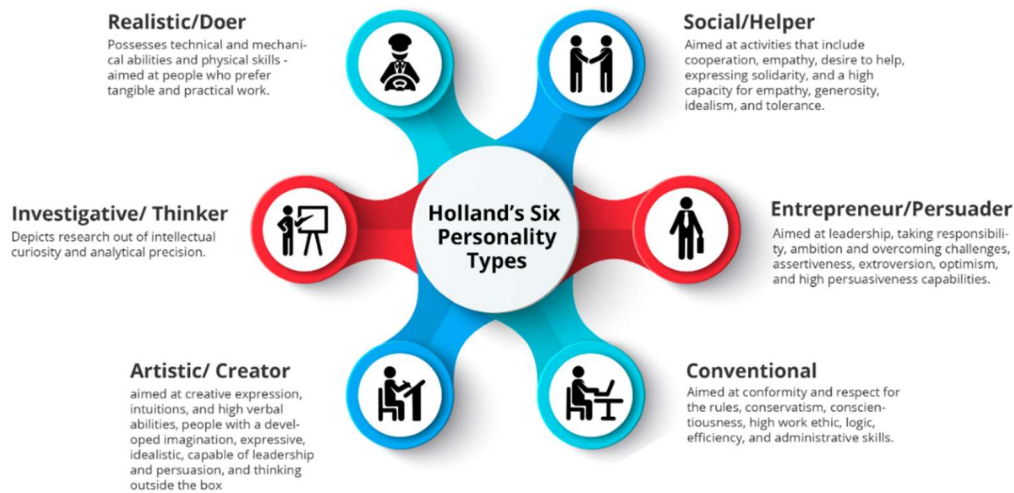 Realistic/Doer
Possesses technical and mechani-
cal abilities and physical skills -
aimed at people who prefer
tangible and practical work.
Social/Helper
Aimed at activities that include
cooperation, empathy, desire to help,
expressing solidarity, and a high
capacity for empathy, generosity,
idealism, and tolerance.
Investigative/ Thinker
Depicts research out of intellectual
curiosity and analytical precision.
Holland's Six
Personality
Types
Entrepreneur/Persuader
Aimed at leadership, taking responsibili-
ty, ambition and overcoming challenges,
assertiveness, extroversion, optimism,
and high persuasiveness capabilities.
Artistic/ Creator
aimed at creative expression,
intuitions, and high verbal
abilities, people with a devel-
oped imagination, expressive,
idealistic, capable of leadership
and persuasion, and thinking
outside the box
Conventional
Aimed at conformity and respect for
the rules, conservatism, conscien-
tiousness, high work ethic, logic,
efficiency, and administrative skills.